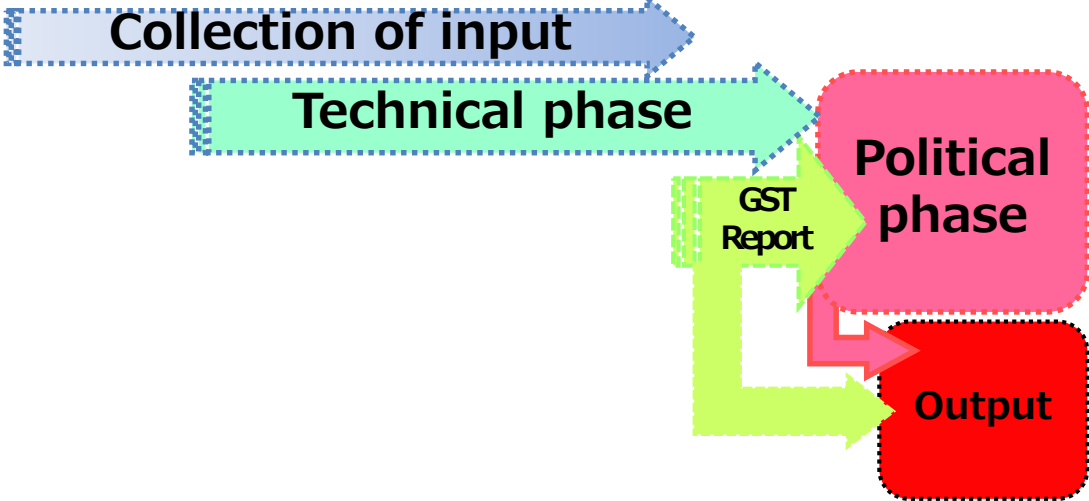 Collection of input
Technical phase
Political
phase
GST
Report
Output